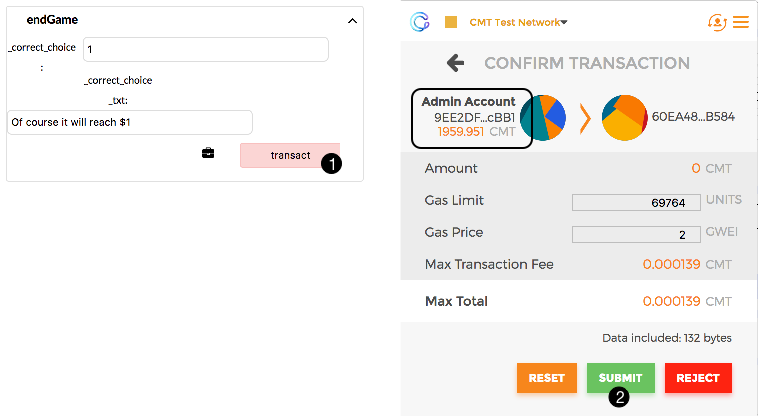 endGame
_correct_choice
:
1
_correct_choice
_txt:
Of course it will reach $1
transact
1
CMT Test Network
CONFIRM TRANSACTION
Admin Account
9EE2DF...cBB1
1959.951 CMT
60EA48...B584
Amount
0 CMT
Gas Limit
69764 UNITS
Gas Price
2 GWEI
Max Transaction Fee
0.000139 CMT
Max Total
0.000139 CMT
Data included: 132 bytes
RESET
SUBMIT
REJECT
2